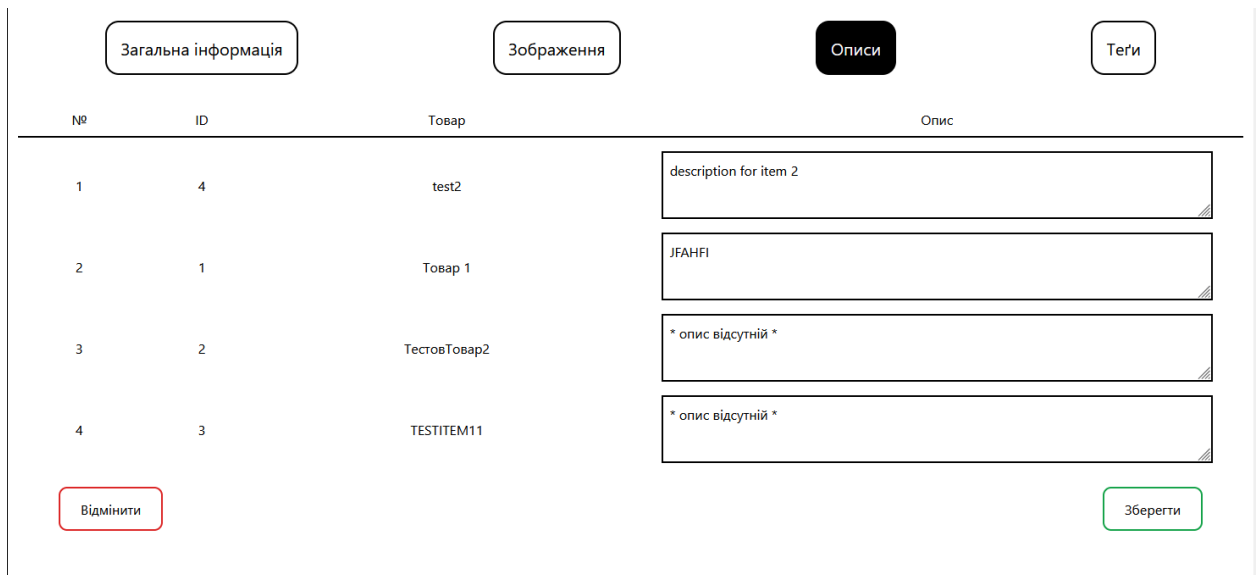 Загальна інформація Зображення Описи Теґи
№ ID Товар Опис
1 4 test2 description for item 2
2 1 Товар 1 JFAHFI
3 2 ТестовТовар2 * опис відсутній *
4 3 TESTITEM11 * опис відсутній *
Відмінити Зберегти